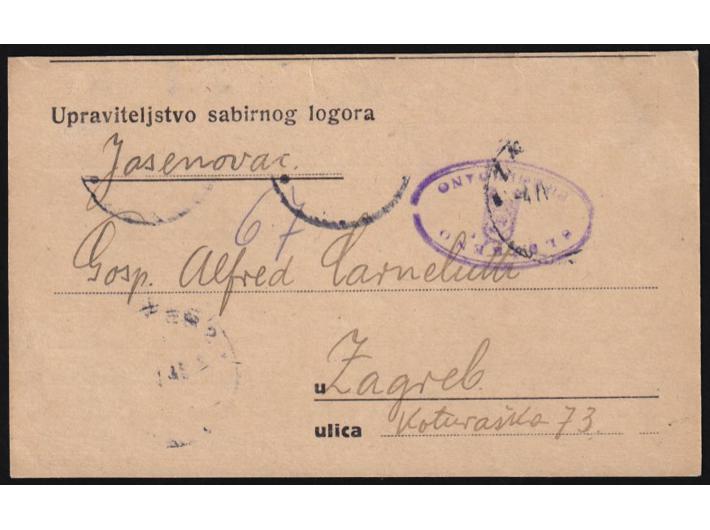 Upraviteljstvo sabirnog logora
Jasenovac.
67
Gosp. Alfred Carnelutti
u Zagreb
ulica Koturaška 73